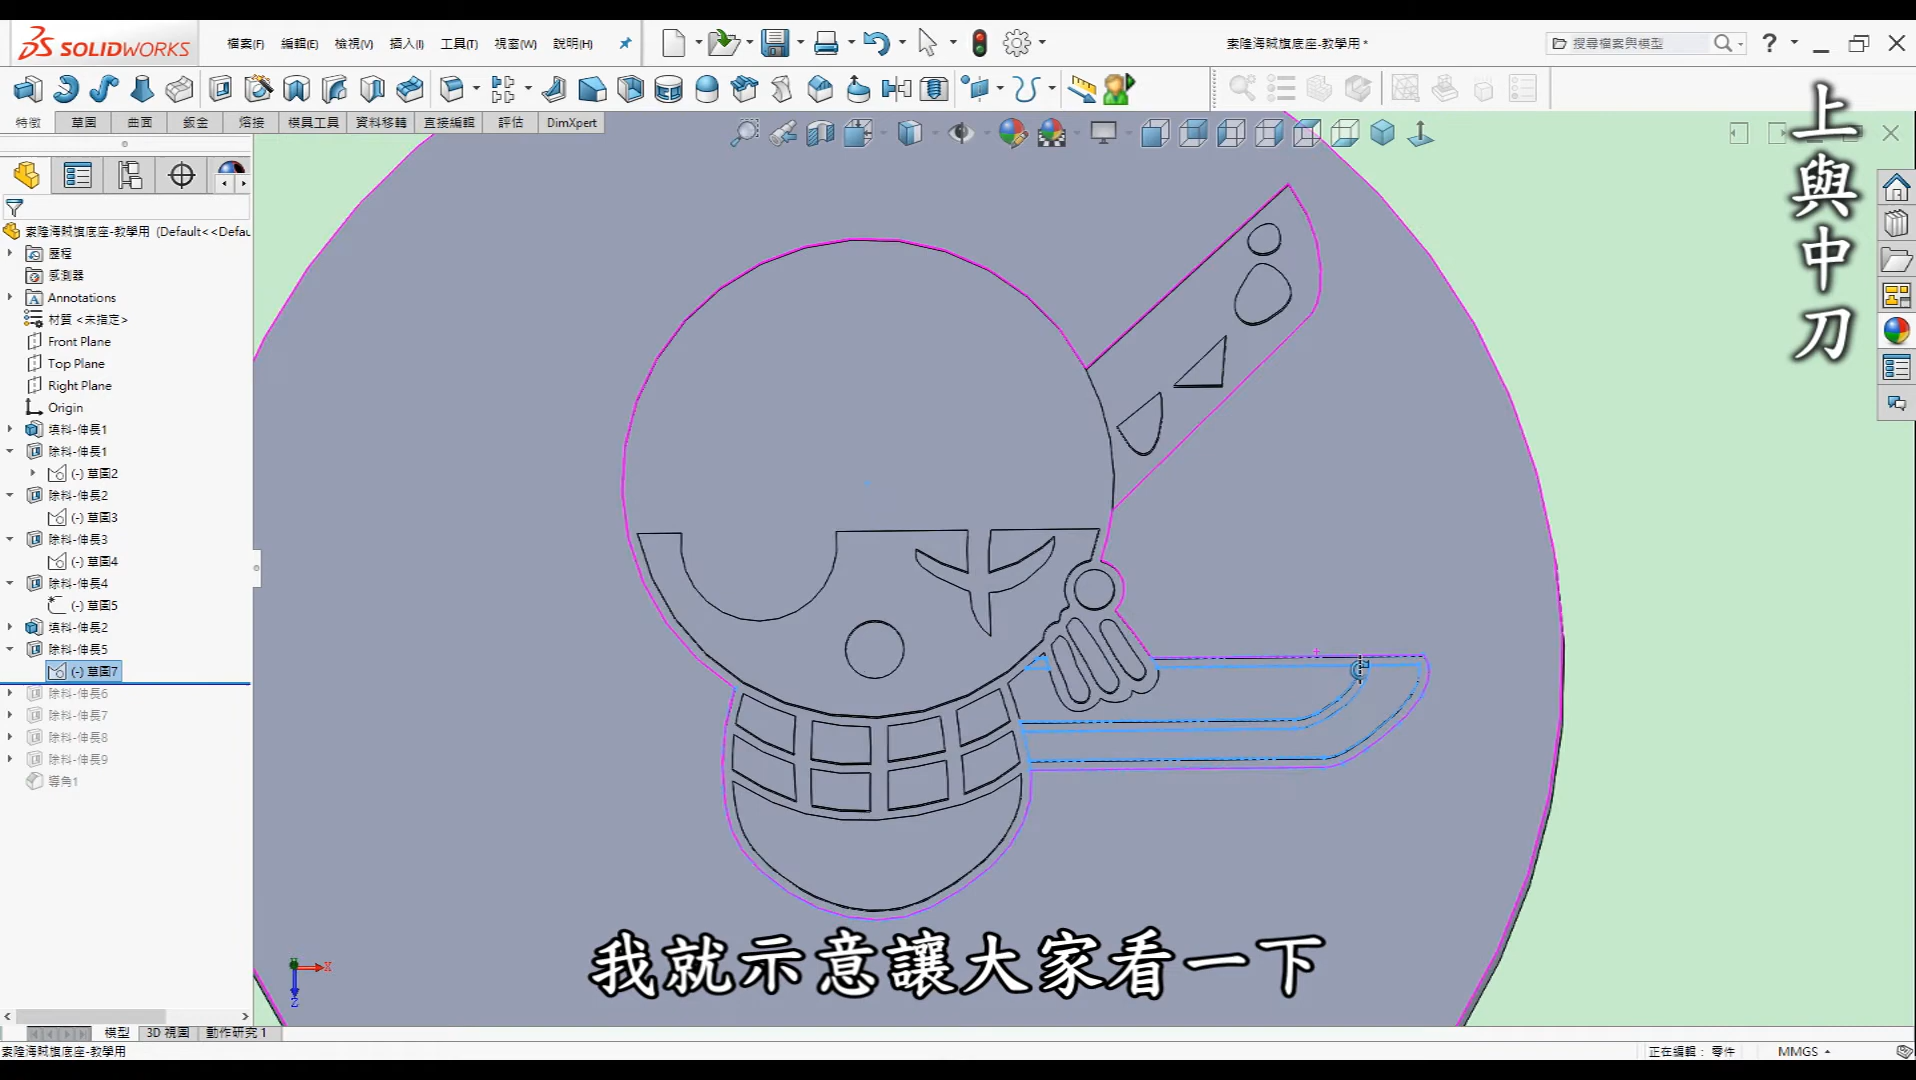 SOLIDWORKS
檔案(F) 編輯(E) 檢視(V) 插入(I) 工具(T) 視窗(W) 說明(H)
索隆海賊旗底座-教學用 *
搜尋檔案與模型
特徵 草圖 曲面 鈑金 熔接 模具工具 資料移轉 直接編輯 評估 DimXpert
上與中刀
索隆海賊旗底座-教學用 (Default<<Defau
歷程
感測器
Annotations
材質 <未指定>
Front Plane
Top Plane
Right Plane
Origin
填料-伸長1
除料-伸長1
(-) 草圖2
除料-伸長2
(-) 草圖3
除料-伸長3
(-) 草圖4
除料-伸長4
(-) 草圖5
填料-伸長2
除料-伸長5
(-) 草圖7
除料-伸長6
除料-伸長7
除料-伸長8
除料-伸長9
導角1
X
Z
我就示意讓大家看一下
模型 3D 視圖 動作研究 1
索隆海賊旗底座-教學用
正在編輯： 零件
MMGS